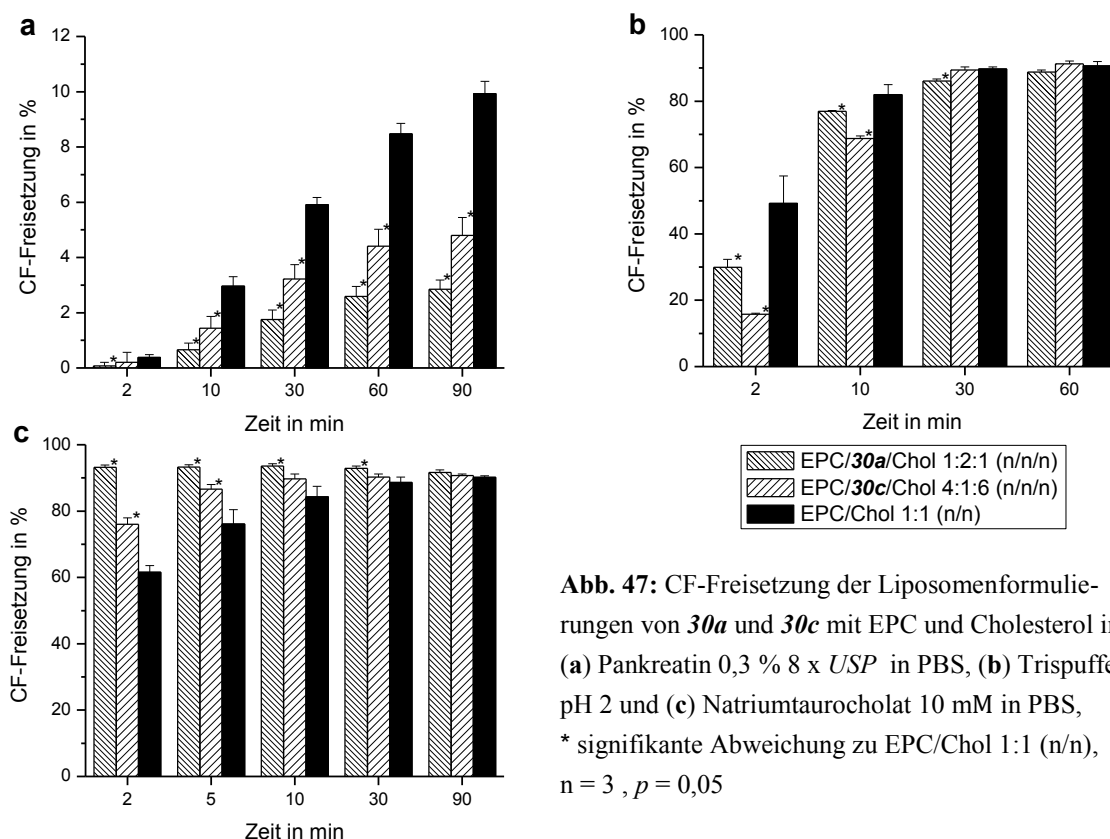 a
12
10
8
6
4
2
0
CF-Freisetzung in %
* * * * * * * * *
2 10 30 60 90
Zeit in min
b
100
80
60
40
20
0
CF-Freisetzung in %
* * * * *
2 10 30 60
Zeit in min
c
100
80
60
40
20
0
CF-Freisetzung in %
* * * * * *
2 5 10 30 90
Zeit in min
EPC/30a/Chol 1:2:1 (n/n/n)
EPC/30c/Chol 4:1:6 (n/n/n)
EPC/Chol 1:1 (n/n)
Abb. 47: CF-Freisetzung der Liposomenformulie-
rungen von 30a und 30c mit EPC und Cholesterol in
(a) Pankreatin 0,3 % 8 x USP in PBS, (b) Trispuffe
pH 2 und (c) Natriumtaurocholat 10 mM in PBS,
* signifikante Abweichung zu EPC/Chol 1:1 (n/n),
n = 3 , p = 0,05